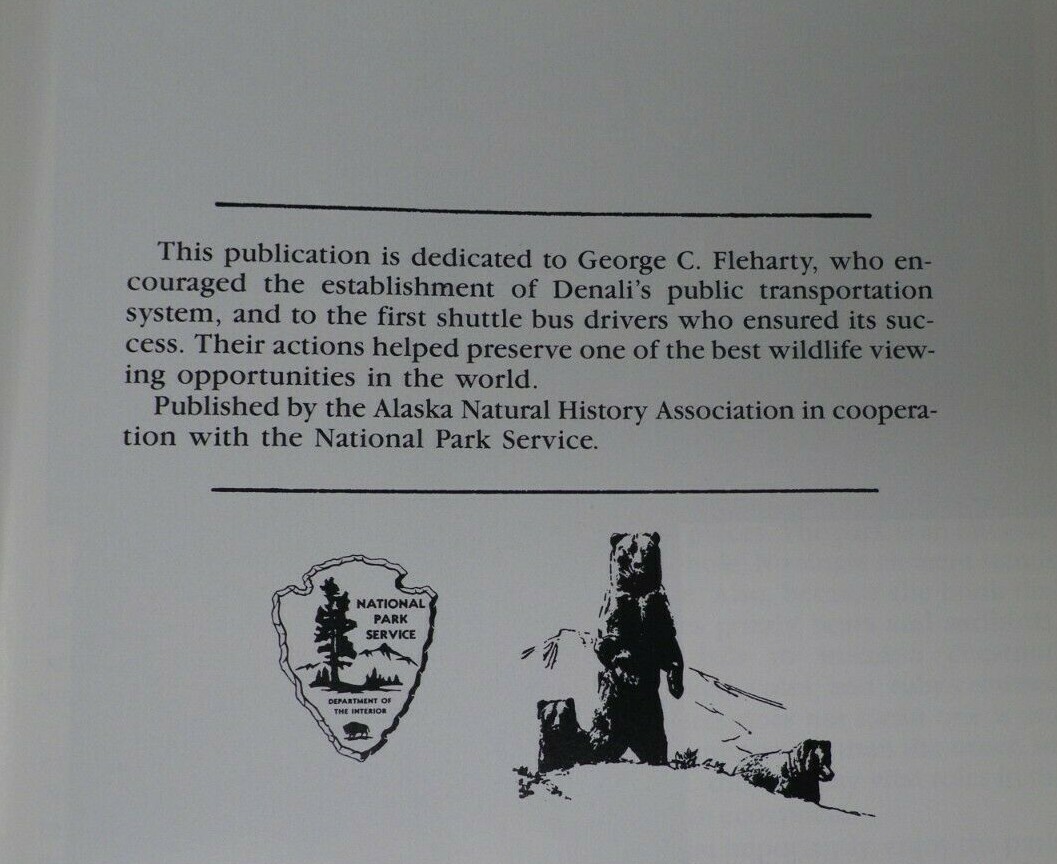 This publication is dedicated to George C. Fleharty, who en-
couraged the establishment of Denali's public transportation
system, and to the first shuttle bus drivers who ensured its suc-
cess. Their actions helped preserve one of the best wildlife view-
ing opportunities in the world.
Published by the Alaska Natural History Association in coopera-
tion with the National Park Service.
NATIONAL
PARK
SERVICE
DEPARTMENT OF
THE INTERIOR